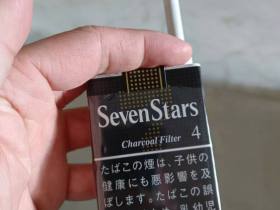 SevenStars
Charcoal Filter 4
たばこの煙は、子供の
健康にも悪影響を及
ぼします。たばこの誤